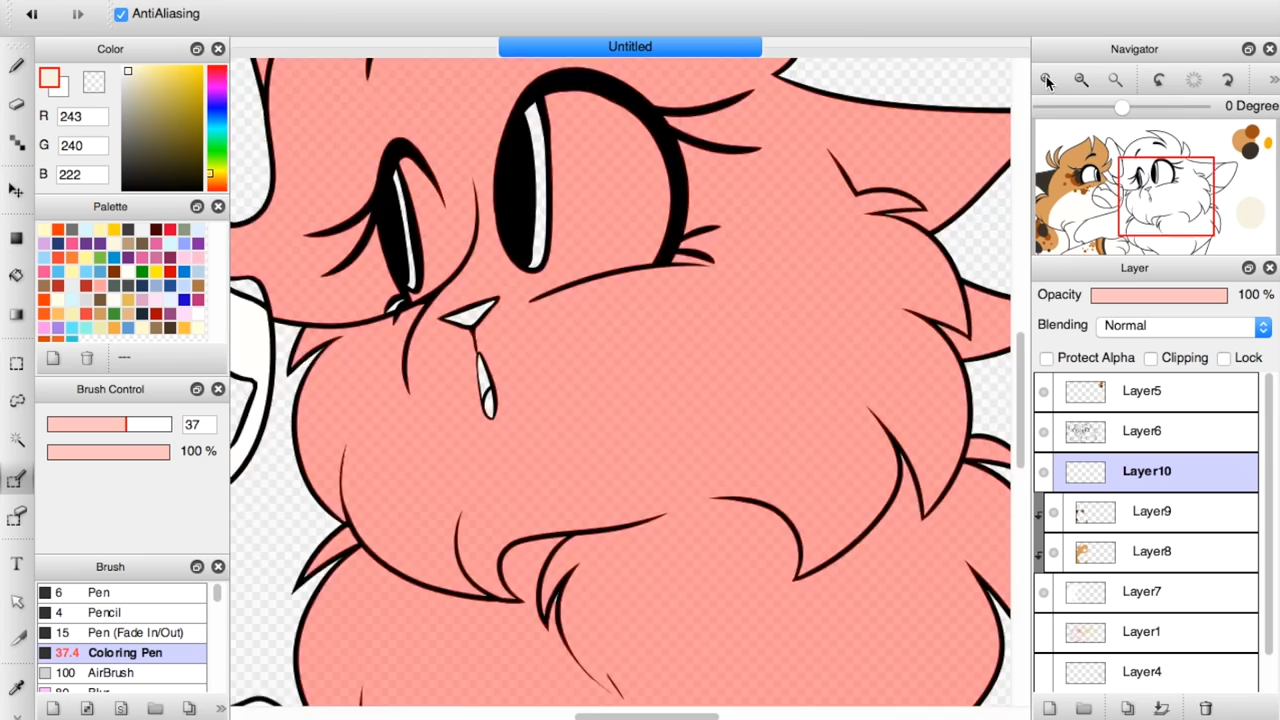 AntiAliasing
Color
Untitled
Navigator
R 243
G 240
B 222
0 Degree
Palette
Layer
Opacity 100 %
Blending Normal
Protect Alpha Clipping Lock
---
Brush Control
37
100 %
Layer5
Layer6
Layer10
Layer9
Layer8
Layer7
Layer1
Layer4
Brush
6 Pen
4 Pencil
15 Pen (Fade In/Out)
37.4 Coloring Pen
100 AirBrush